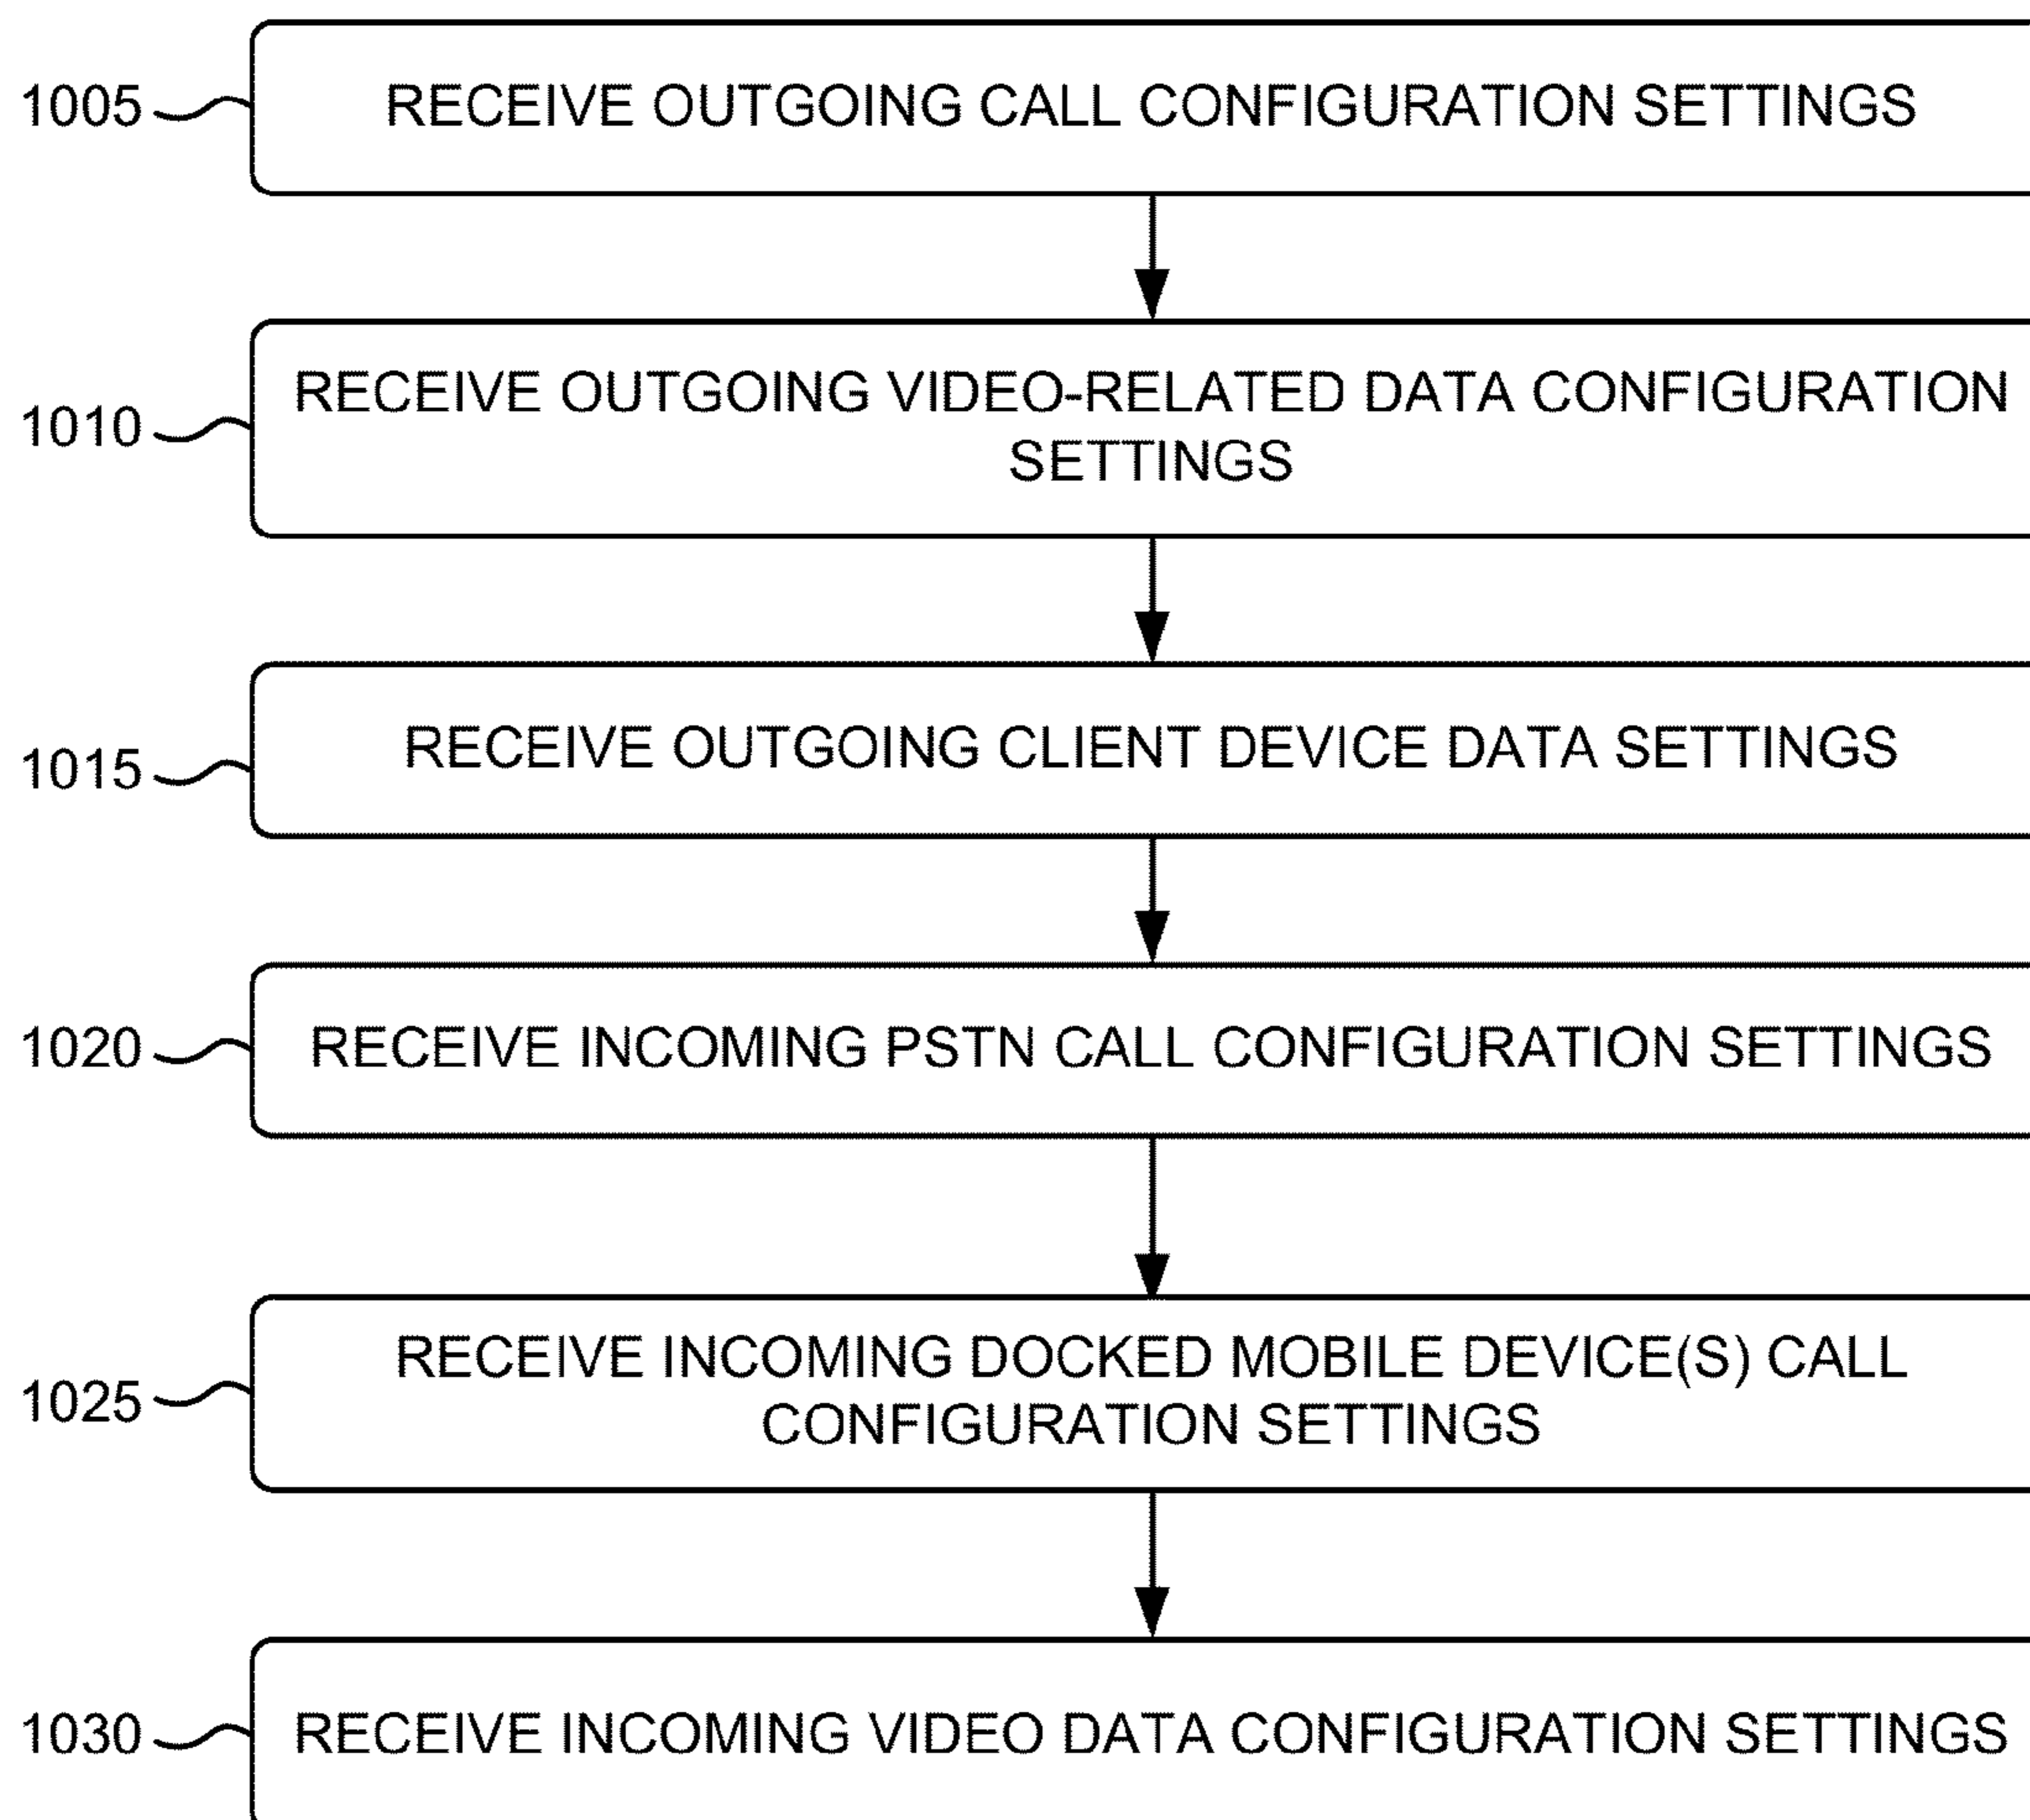 1005
RECEIVE OUTGOING CALL CONFIGURATION SETTINGS
1010
RECEIVE OUTGOING VIDEO-RELATED DATA CONFIGURATION
SETTINGS
1015
RECEIVE OUTGOING CLIENT DEVICE DATA SETTINGS
1020
RECEIVE INCOMING PSTN CALL CONFIGURATION SETTINGS
1025
RECEIVE INCOMING DOCKED MOBILE DEVICE(S) CALL
CONFIGURATION SETTINGS
1030
RECEIVE INCOMING VIDEO DATA CONFIGURATION SETTINGS